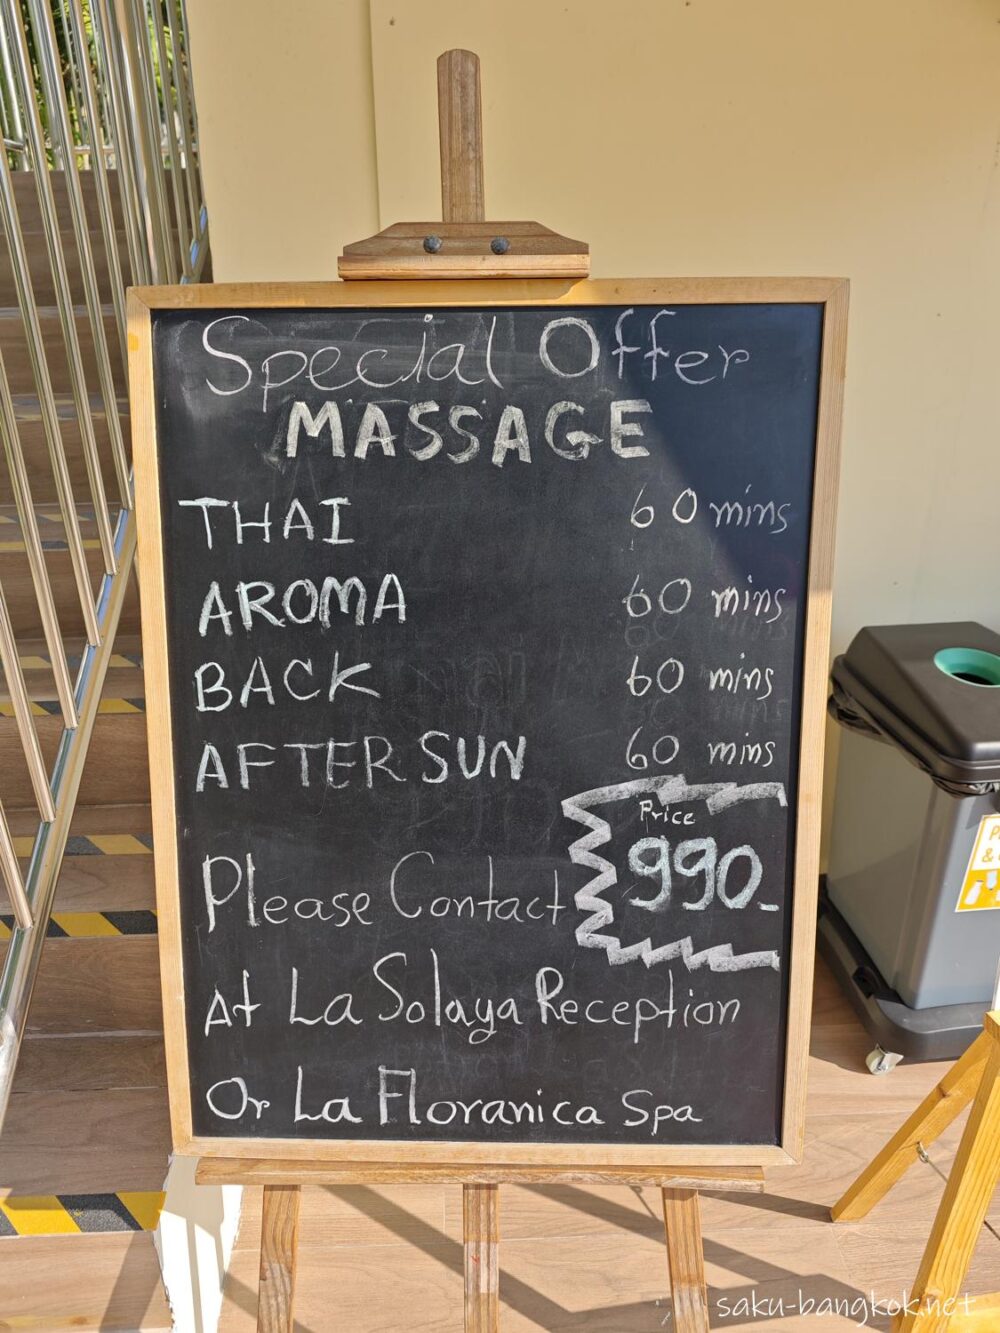 Special Offer
MASSAGE
THAI 60 mins
AROMA 60 mins
BACK 60 mins
AFTER SUN 60 mins
Price
990-
Please Contact
At La Solaya Reception
Or La Floranica Spa
saku-bangkok.net